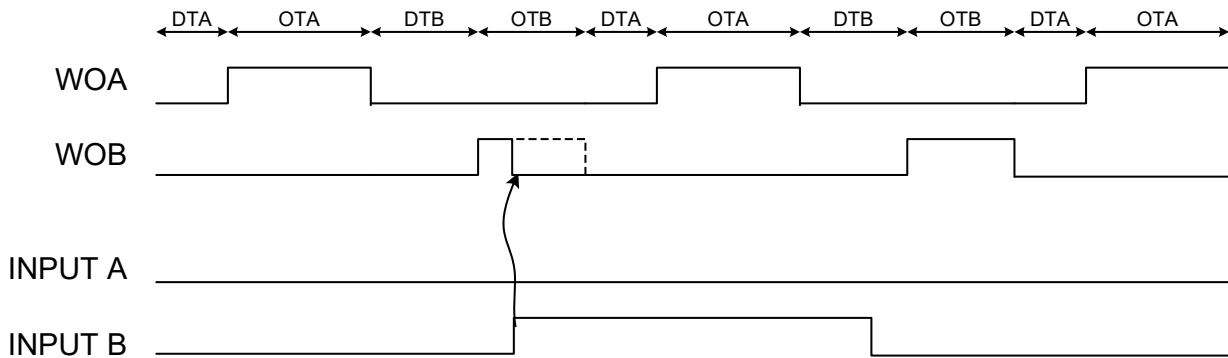 DTA OTA DTB OTB DTA OTA DTB OTB DTA OTA
WOA
WOB
INPUT A
INPUT B